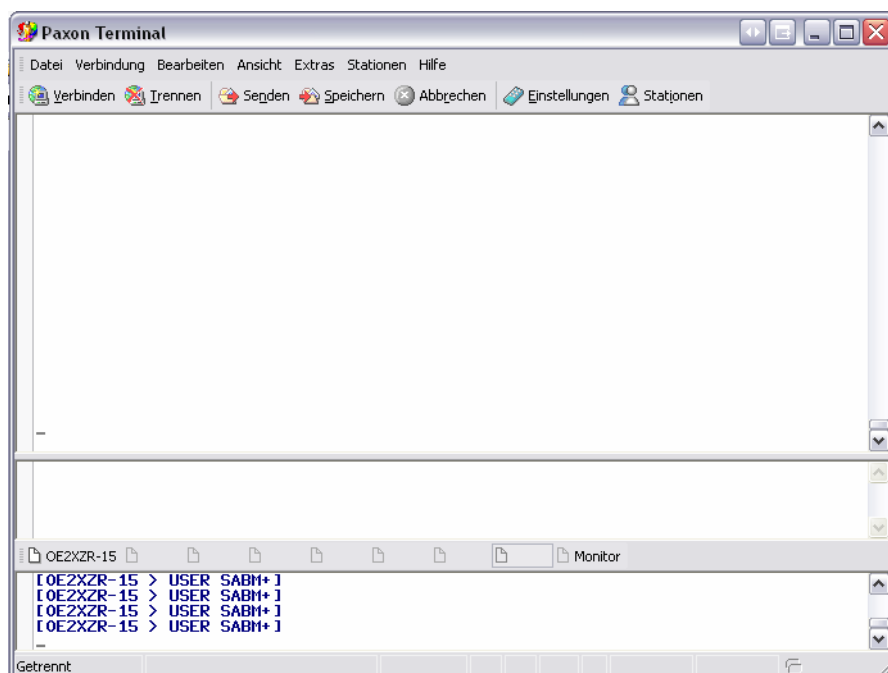 Paxon Terminal
Datei Verbindung Bearbeiten Ansicht Extras Stationen Hilfe
Verbinden Trennen Senden Speichern Abbrechen Einstellungen Stationen
OE2XZR-15 Monitor
[OE2XZR-15 > USER SABM+]
[OE2XZR-15 > USER SABM+]
[OE2XZR-15 > USER SABM+]
[OE2XZR-15 > USER SABM+]
Getrennt